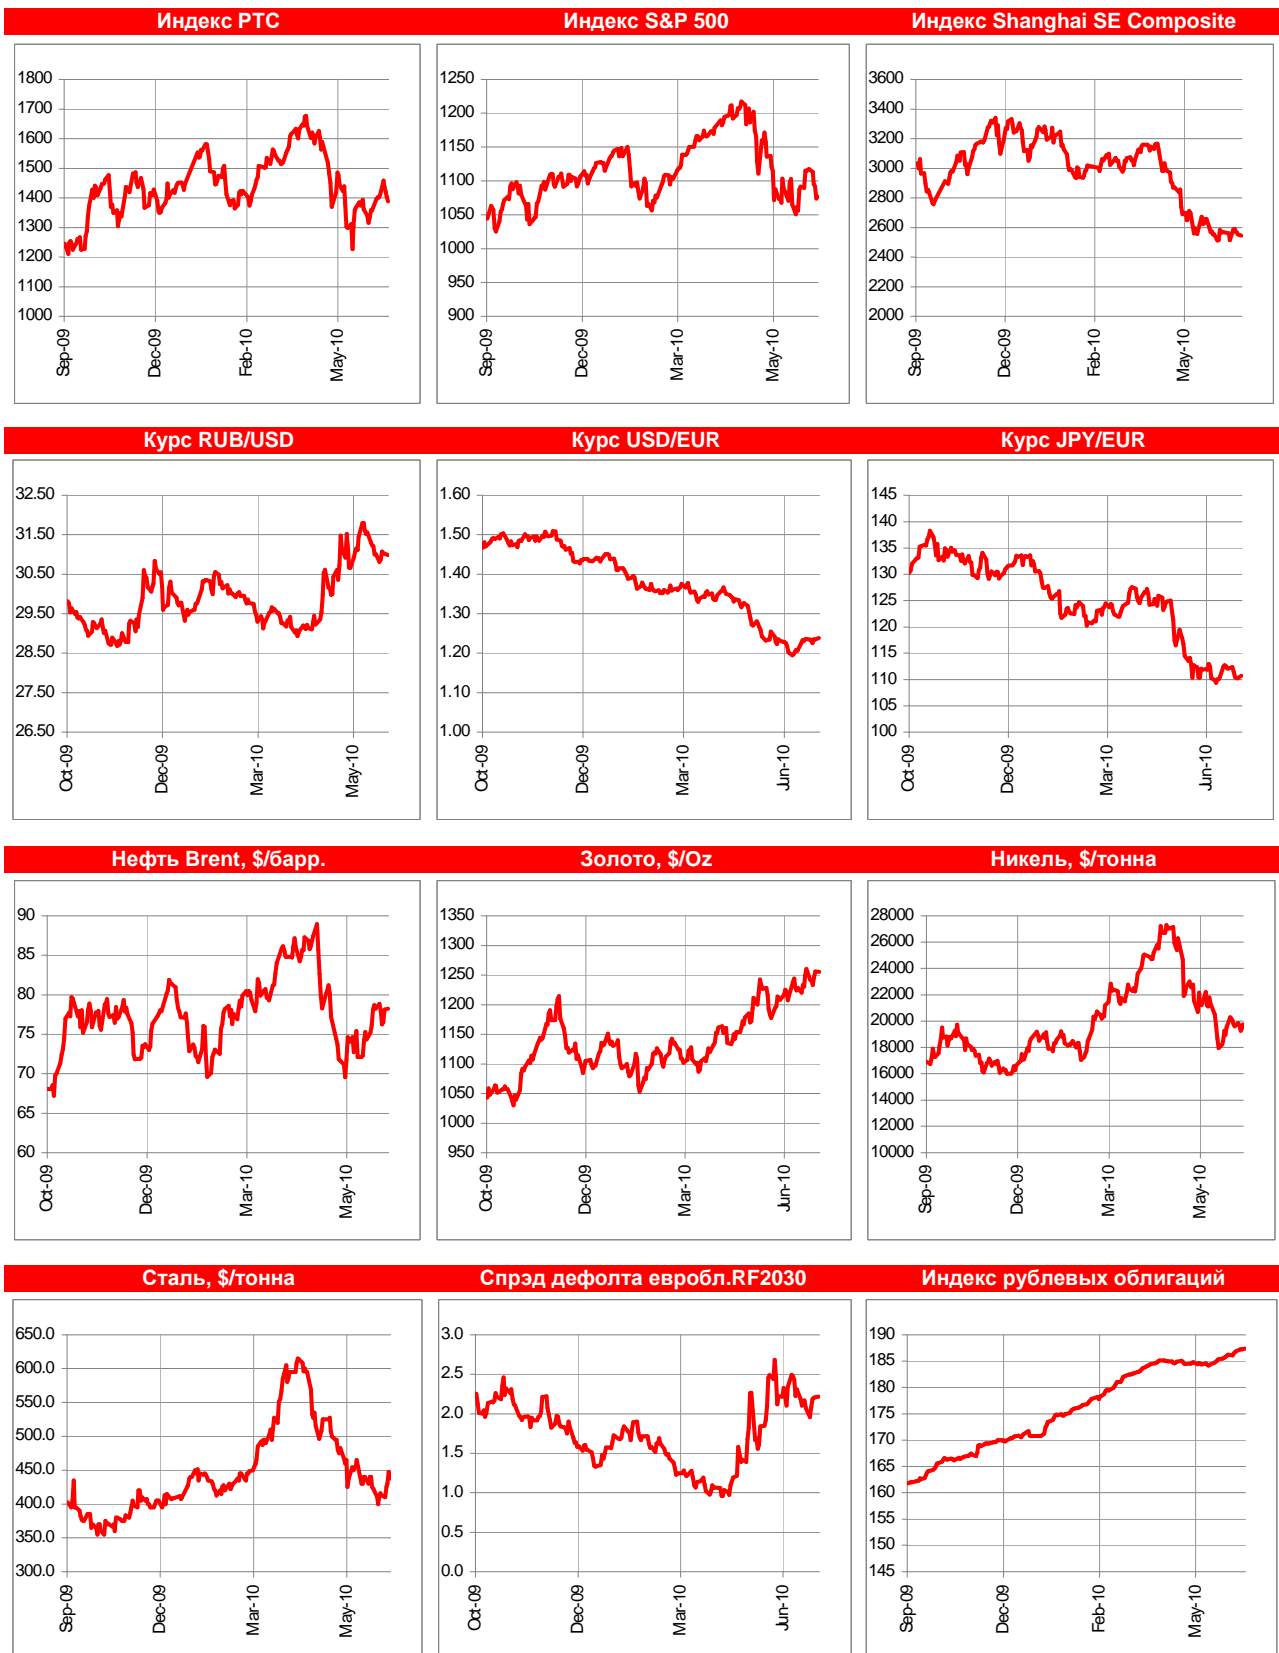 Индекс РТС
1800
1700
1600
1500
1400
1300
1200
1100
1000
Sep-09
Dec-09
Feb-10
May-10
Индекс S&P 500
1250
1200
1150
1100
1050
1000
950
900
Sep-09
Dec-09
Mar-10
May-10
Индекс Shanghai SE Composite
3600
3400
3200
3000
2800
2600
2400
2200
2000
Sep-09
Dec-09
Feb-10
May-10
Курс RUB/USD
32.50
31.50
30.50
29.50
28.50
27.50
26.50
Oct-09
Dec-09
Mar-10
May-10
Курс USD/EUR
1.60
1.50
1.40
1.30
1.20
1.10
1.00
Oct-09
Dec-09
Mar-10
Jun-10
Курс JPY/EUR
145
140
135
130
125
120
115
110
105
100
Oct-09
Dec-09
Mar-10
Jun-10
Нефть Brent, $/барр.
90
85
80
75
70
65
60
Oct-09
Dec-09
Mar-10
May-10
Золото, $/Oz
1350
1300
1250
1200
1150
1100
1050
1000
950
Oct-09
Dec-09
Mar-10
Jun-10
Никель, $/тонна
28000
26000
24000
22000
20000
18000
16000
14000
12000
10000
Sep-09
Dec-09
Mar-10
May-10
Сталь, $/тонна
650.0
600.0
550.0
500.0
450.0
400.0
350.0
300.0
Sep-09
Dec-09
Mar-10
May-10
Спрэд дефолта евробл.RF2030
3.0
2.5
2.0
1.5
1.0
0.5
0.0
Oct-09
Dec-09
Mar-10
Jun-10
Индекс рублевых облигаций
190
185
180
175
170
165
160
155
150
145
Sep-09
Dec-09
Feb-10
May-10